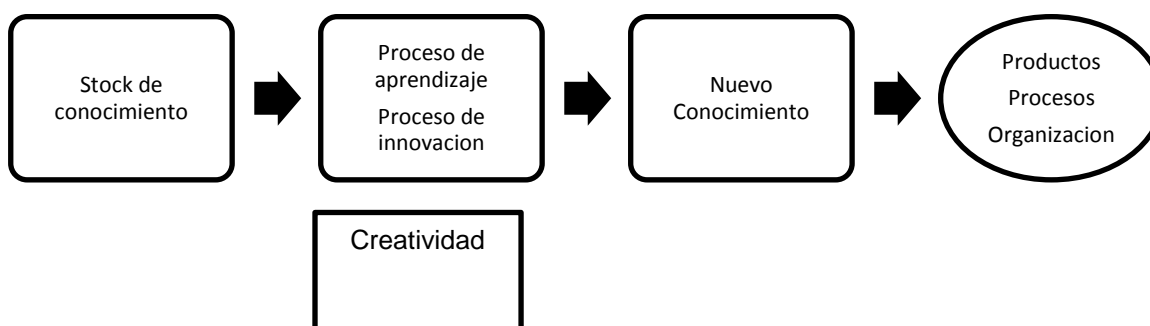 Stock de
conocimiento
Proceso de
aprendizaje
Proceso de
innovacion
Nuevo
Conocimiento
Productos
Procesos
Organizacion
Creatividad